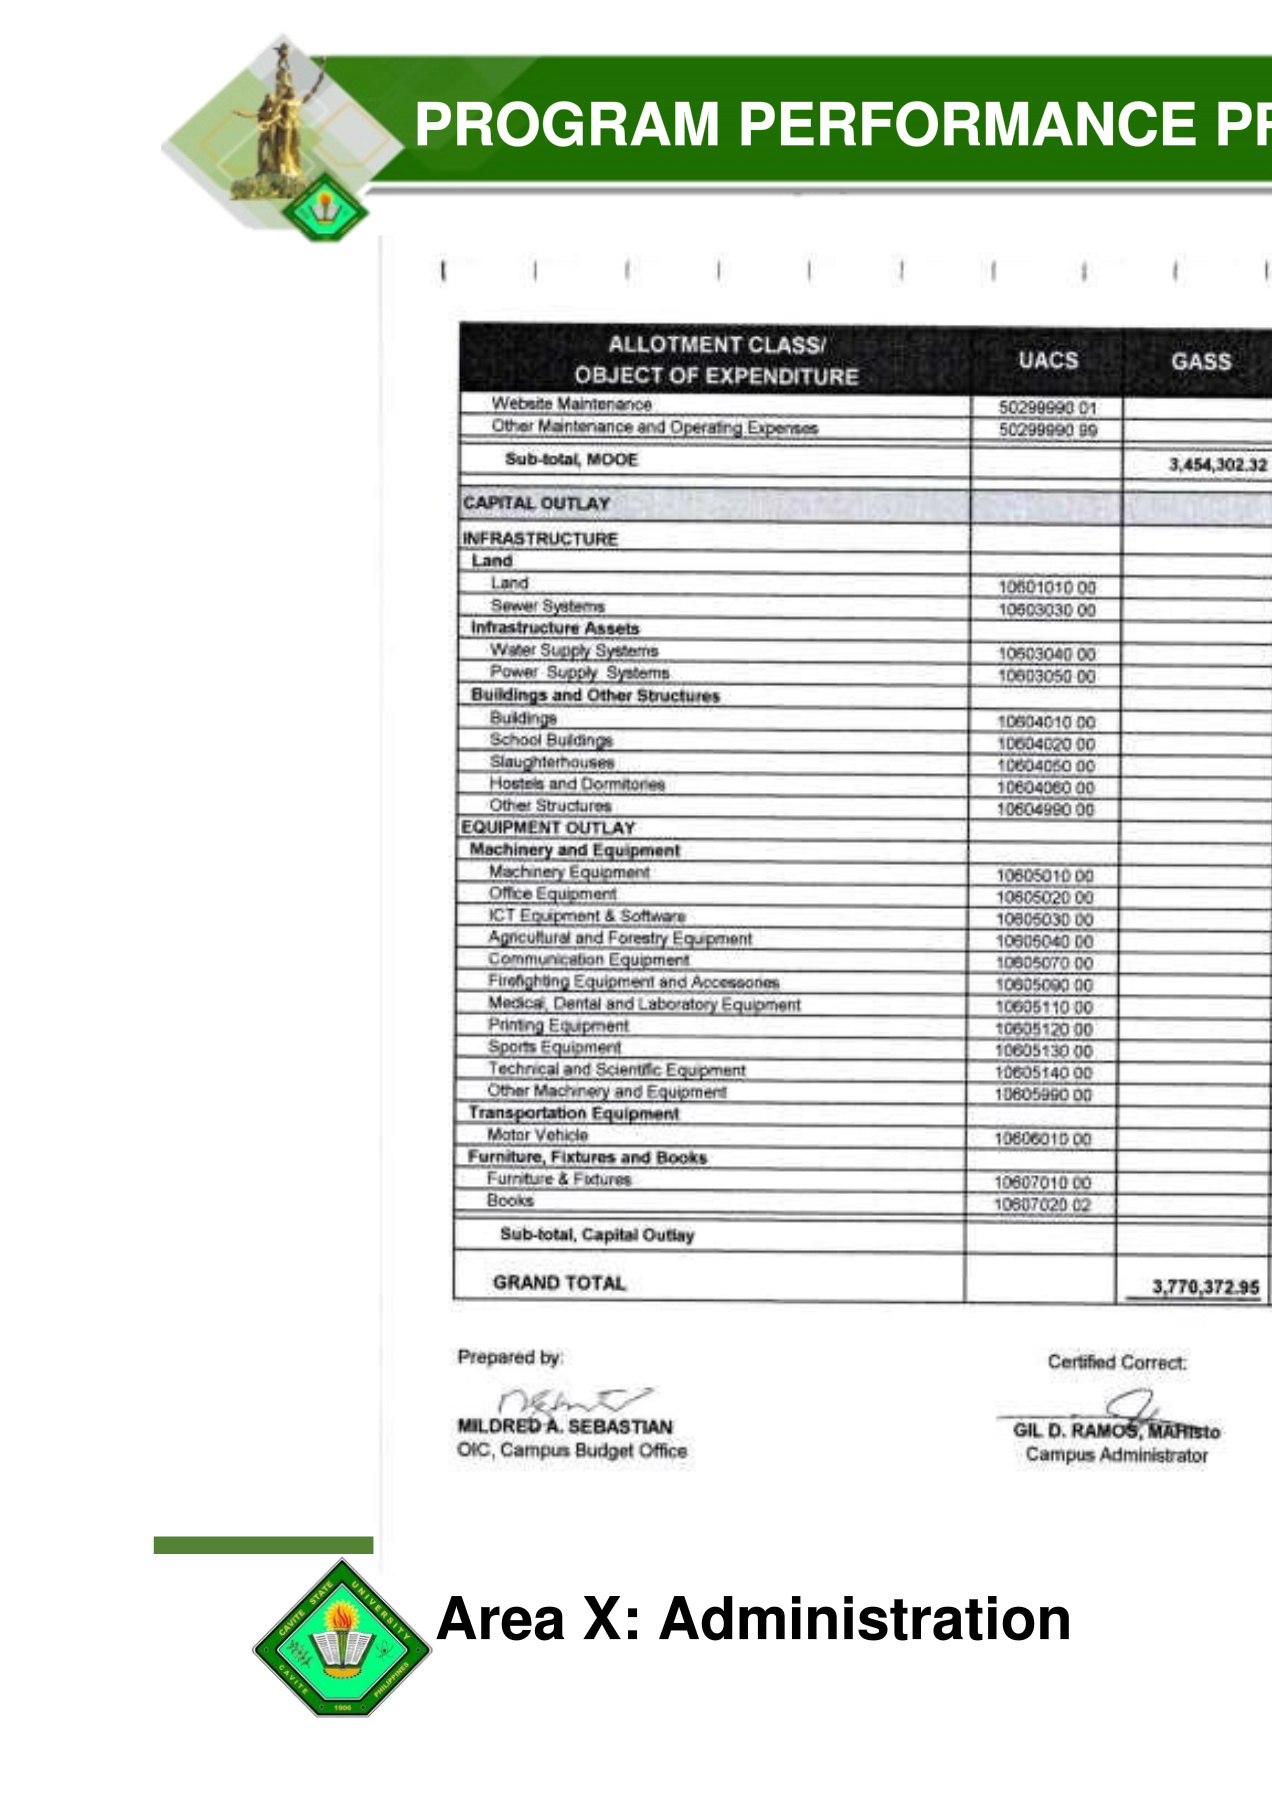 PROGRAM PERFORMANCE PR
ALLOTMENT CLASS/
OBJECT OF EXPENDITURE UACS GASS
Website Maintenance 50299990 01
Other Maintenance and Operating Expenses 50299990 99
Sub-total, MOOE 3,454,302.32
CAPITAL OUTLAY
INFRASTRUCTURE
Land
Land 10601010 00
Sewer Systems 10603030 00
Infrastructure Assets
Water Supply Systems 10603040 00
Power Supply Systems 10603050 00
Buildings and Other Structures
Buildings 10604010 00
School Buildings 10604020 00
Slaughterhouses 10604050 00
Hostels and Dormitories 10604060 00
Other Structures 10604990 00
EQUIPMENT OUTLAY
Machinery and Equipment
Machinery Equipment 10605010 00
Office Equipment 10605020 00
ICT Equipment & Software 10605030 00
Agricultural and Forestry Equipment 10605040 00
Communication Equipment 10605070 00
Firefighting Equipment and Accessories 10605090 00
Medical, Dental and Laboratory Equipment 10605110 00
Printing Equipment 10605120 00
Sports Equipment 10605130 00
Technical and Scientific Equipment 10605140 00
Other Machinery and Equipment 10605990 00
Transportation Equipment
Motor Vehicle 10606010 00
Furniture, Fixtures and Books
Furniture & Fixtures 10607010 00
Books 10607020 02
Sub-total, Capital Outlay
GRAND TOTAL 3,770,372.95
Prepared by: Certified Correct:
MILDRED A. SEBASTIAN GIL D. RAMOS, MAHisto
OIC, Campus Budget Office Campus Administrator
CAVITE STATE UNIVERSITY
CAVITE 1906 PHILIPPINES
Area X: Administration